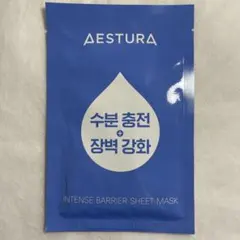 AESTURA
수분 충전
+
장벽 강화
INTENSE BARRIER SHEET MASK